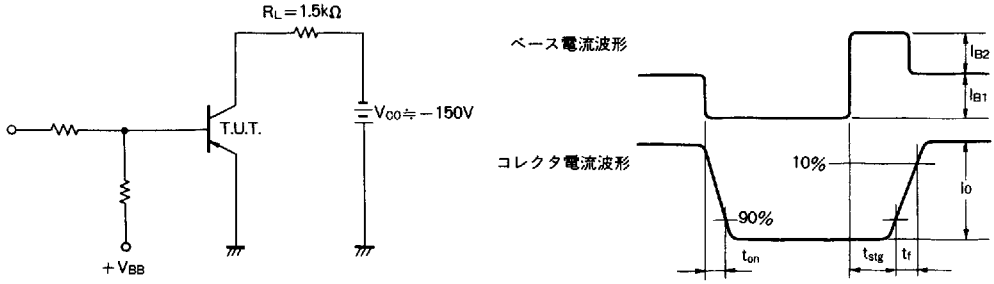 RL=1.5kΩ
T.U.T.
VCC≒−150V
+VBB
ベース電流波形
IB2
IB1
コレクタ電流波形
10%
IC
90%
ton
tstg
tf